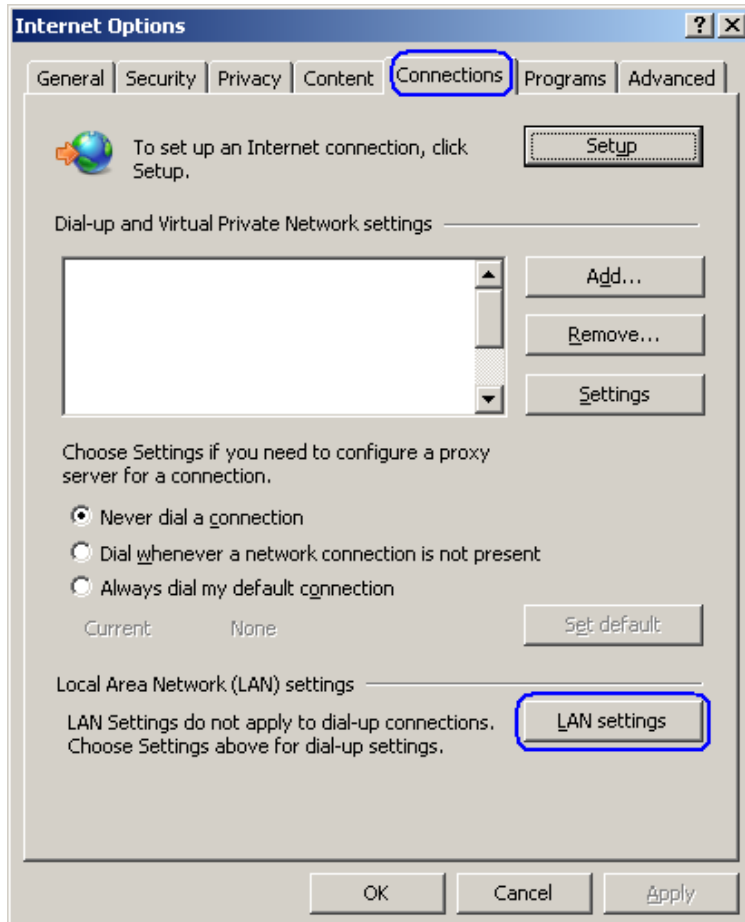 Internet Options
General Security Privacy Content Connections Programs Advanced
To set up an Internet connection, click
Setup.
Setup
Dial-up and Virtual Private Network settings
Add...
Remove...
Settings
Choose Settings if you need to configure a proxy
server for a connection.
Never dial a connection
Dial whenever a network connection is not present
Always dial my default connection
Current None
Set default
Local Area Network (LAN) settings
LAN Settings do not apply to dial-up connections.
Choose Settings above for dial-up settings.
LAN settings
OK Cancel Apply